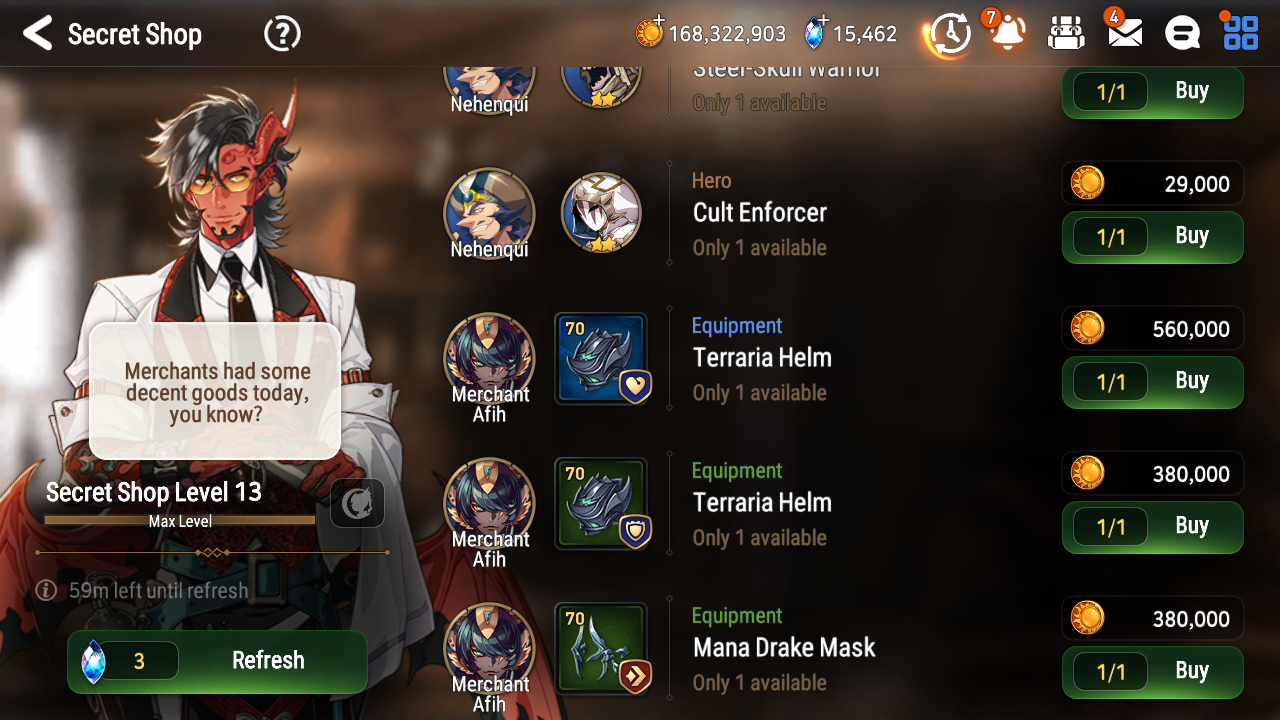 Secret Shop
?
168,322,903
15,462
7
4
Nehenqui
Steel-Skull Warrior
Only 1 available
1/1 Buy
Nehenqui
Hero
Cult Enforcer
Only 1 available
29,000
1/1 Buy
70
Merchant
Afih
Equipment
Terraria Helm
Only 1 available
560,000
1/1 Buy
70
Merchant
Afih
Equipment
Terraria Helm
Only 1 available
380,000
1/1 Buy
70
Merchant
Afih
Equipment
Mana Drake Mask
Only 1 available
380,000
1/1 Buy
Merchants had some
decent goods today,
you know?
Secret Shop Level 13
Max Level
59m left until refresh
3 Refresh